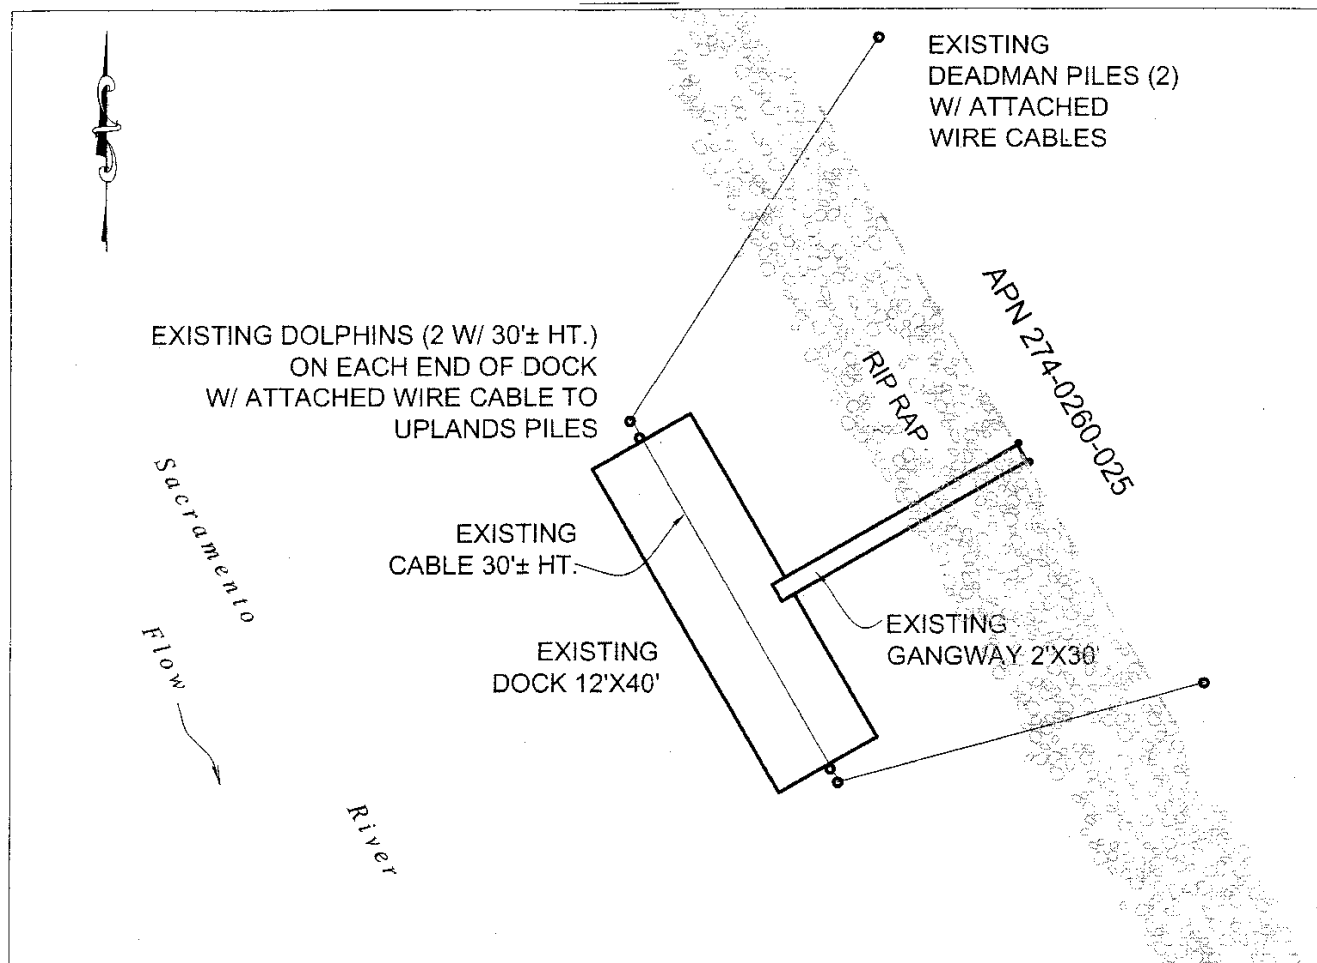 EXISTING
DEADMAN PILES (2)
W/ ATTACHED
WIRE CABLES
APN 274-0260-025
EXISTING DOLPHINS (2 W/ 30'± HT.)
ON EACH END OF DOCK
W/ ATTACHED WIRE CABLE TO
UPLANDS PILES
RIP RAP
Sacramento
EXISTING
CABLE 30'± HT.
EXISTING
GANGWAY 2'X30'
Flow
EXISTING
DOCK 12'X40'
River